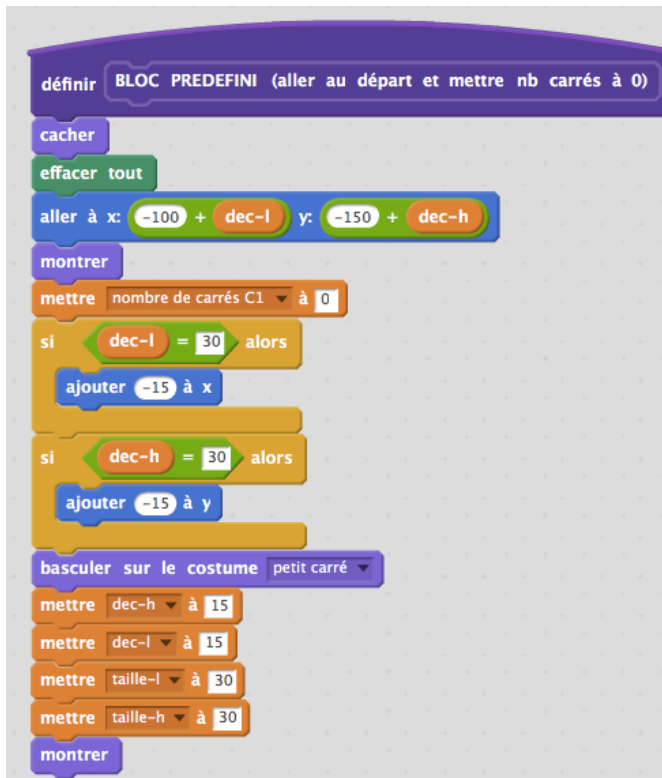 définir BLOC PREDEFINI (aller au départ et mettre nb carrés à 0)
cacher
effacer tout
aller à x: -100 + dec-l y: -150 + dec-h
montrer
mettre nombre de carrés C1 à 0
si dec-l = 30 alors
ajouter -15 à x
si dec-h = 30 alors
ajouter -15 à y
basculer sur le costume petit carré
mettre dec-h à 15
mettre dec-l à 15
mettre taille-l à 30
mettre taille-h à 30
montrer